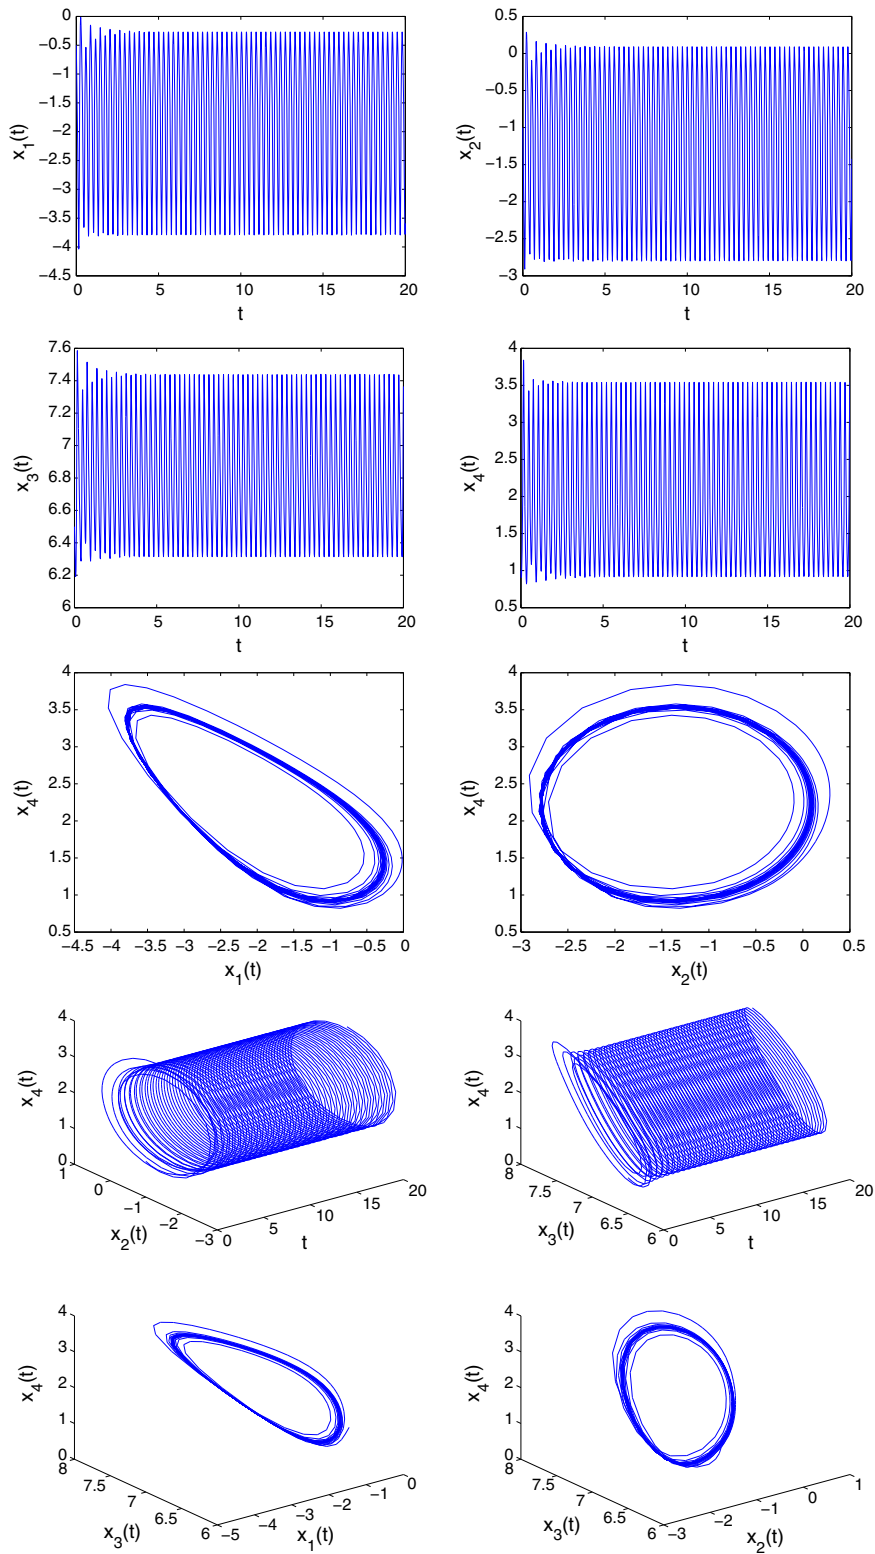 0
−0.5
−1
−1.5
−2
−2.5
−3
−3.5
−4
−4.5
x1(t)
0 5 10 15 20
t
0.5
0
−0.5
−1
−1.5
−2
−2.5
−3
x2(t)
0 5 10 15 20
t
7.6
7.4
7.2
7
6.8
6.6
6.4
6.2
6
x3(t)
0 5 10 15 20
t
4
3.5
3
2.5
2
1.5
1
0.5
x4(t)
0 5 10 15 20
t
4
3.5
3
2.5
2
1.5
1
0.5
x4(t)
−4.5 −4 −3.5 −3 −2.5 −2 −1.5 −1 −0.5 0
x1(t)
4
3.5
3
2.5
2
1.5
1
0.5
x4(t)
−3 −2.5 −2 −1.5 −1 −0.5 0 0.5
x2(t)
4
3
2
1
0
x4(t)
1 0 −1 −2 −3
x2(t)
0 5 10 15 20
t
4
3
2
1
0
x4(t)
8 7.5 7 6.5 6
x3(t)
0 5 10 15 20
t
4
3
2
1
0
x4(t)
8 7.5 7 6.5 6
x3(t)
−5 −4 −3 −2 −1 0
x1(t)
4
3
2
1
0
x4(t)
8 7.5 7 6.5 6
x3(t)
−3 −2 −1 0 1
x2(t)